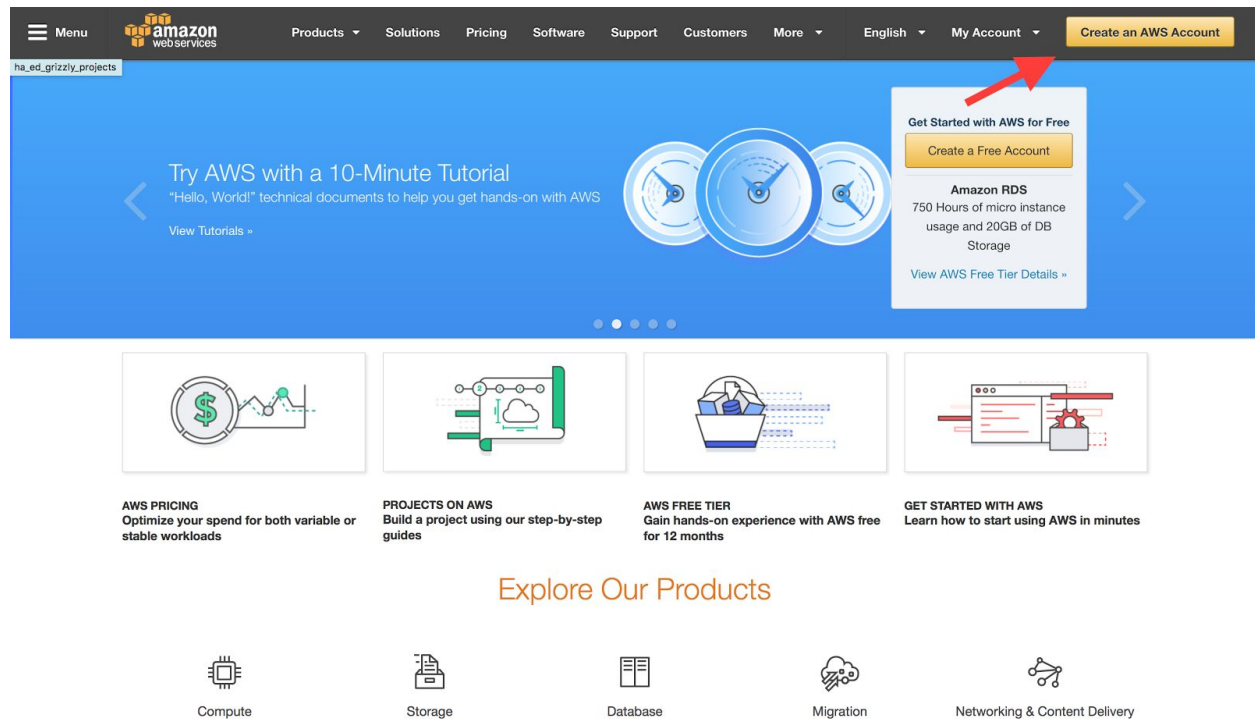 Menu
amazon
webservices
Products
Solutions
Pricing
Software
Support
Customers
More
English
My Account
Create an AWS Account
ha_ed_grizzly_projects
Try AWS with a 10-Minute Tutorial
“Hello, World!” technical documents to help you get hands-on with AWS
View Tutorials »
Get Started with AWS for Free
Create a Free Account
Amazon RDS
750 Hours of micro instance
usage and 20GB of DB
Storage
View AWS Free Tier Details »
$
2
AWS PRICING
Optimize your spend for both variable or
stable workloads
PROJECTS ON AWS
Build a project using our step-by-step
guides
AWS FREE TIER
Gain hands-on experience with AWS free
for 12 months
GET STARTED WITH AWS
Learn how to start using AWS in minutes
Explore Our Products
Compute
Storage
Database
Migration
Networking & Content Delivery